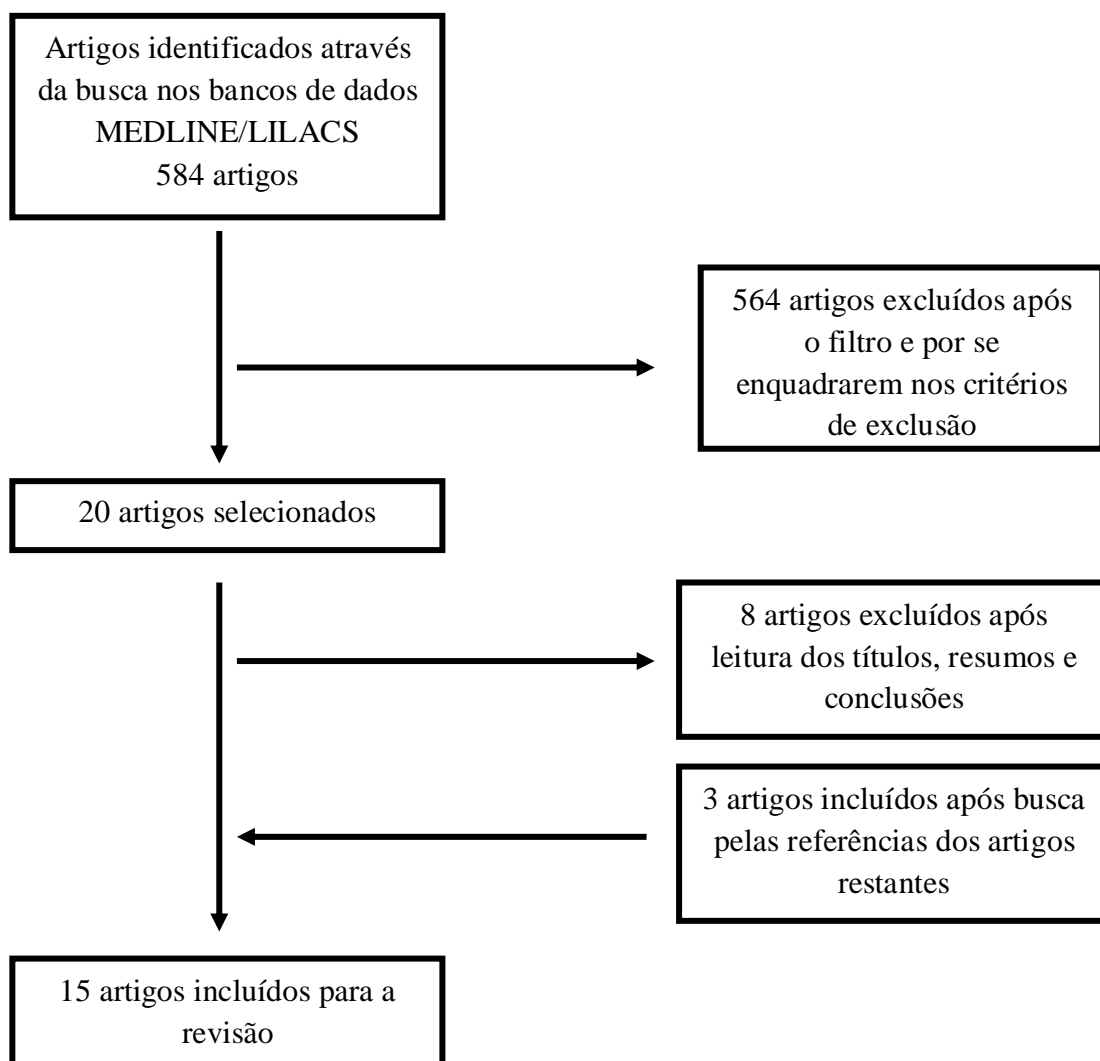 Artigos identificados através
da busca nos bancos de dados
MEDLINE/LILACS
584 artigos
564 artigos excluídos após
o filtro e por se
enquadrarem nos critérios
de exclusão
20 artigos selecionados
8 artigos excluídos após
leitura dos títulos, resumos e
conclusões
3 artigos incluídos após busca
pelas referências dos artigos
restantes
15 artigos incluídos para a
revisão